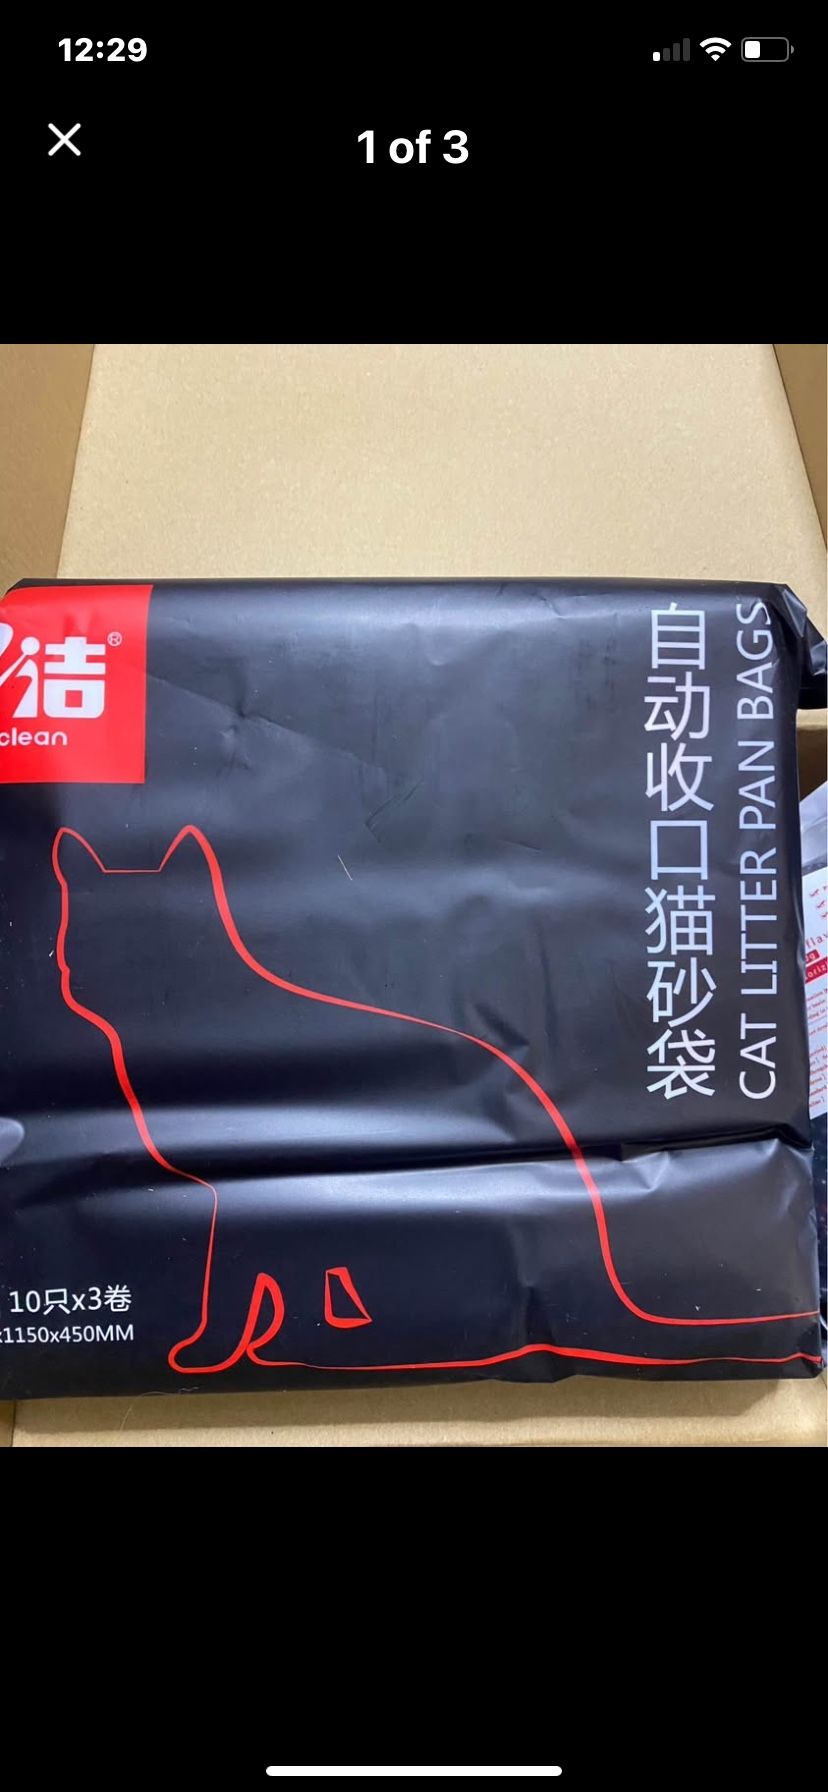 12:29
1 of 3
洁®
clean
自动收口猫砂袋
CAT LITTER PAN BAGS
10只x3卷
x1150x450MM